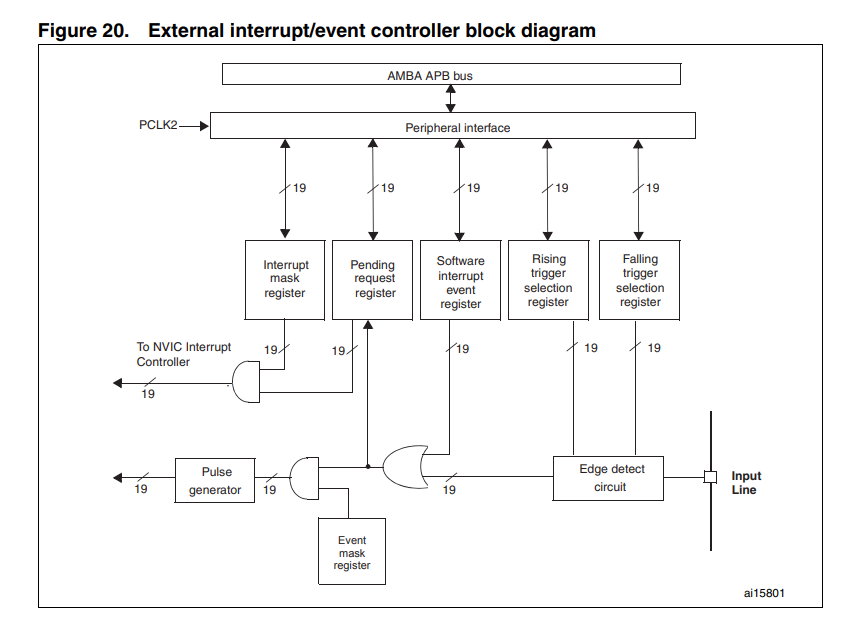 Figure 20. External interrupt/event controller block diagram
AMBA APB bus
PCLK2
Peripheral interface
19
19
19
19
19
Interrupt
mask
register
Pending
request
register
Software
interrupt
event
register
Rising
trigger
selection
register
Falling
trigger
selection
register
To NVIC Interrupt
Controller
19
19
19
19
19
19
Pulse
generator
Edge detect
circuit
Input
Line
19
19
19
Event
mask
register
ai15801